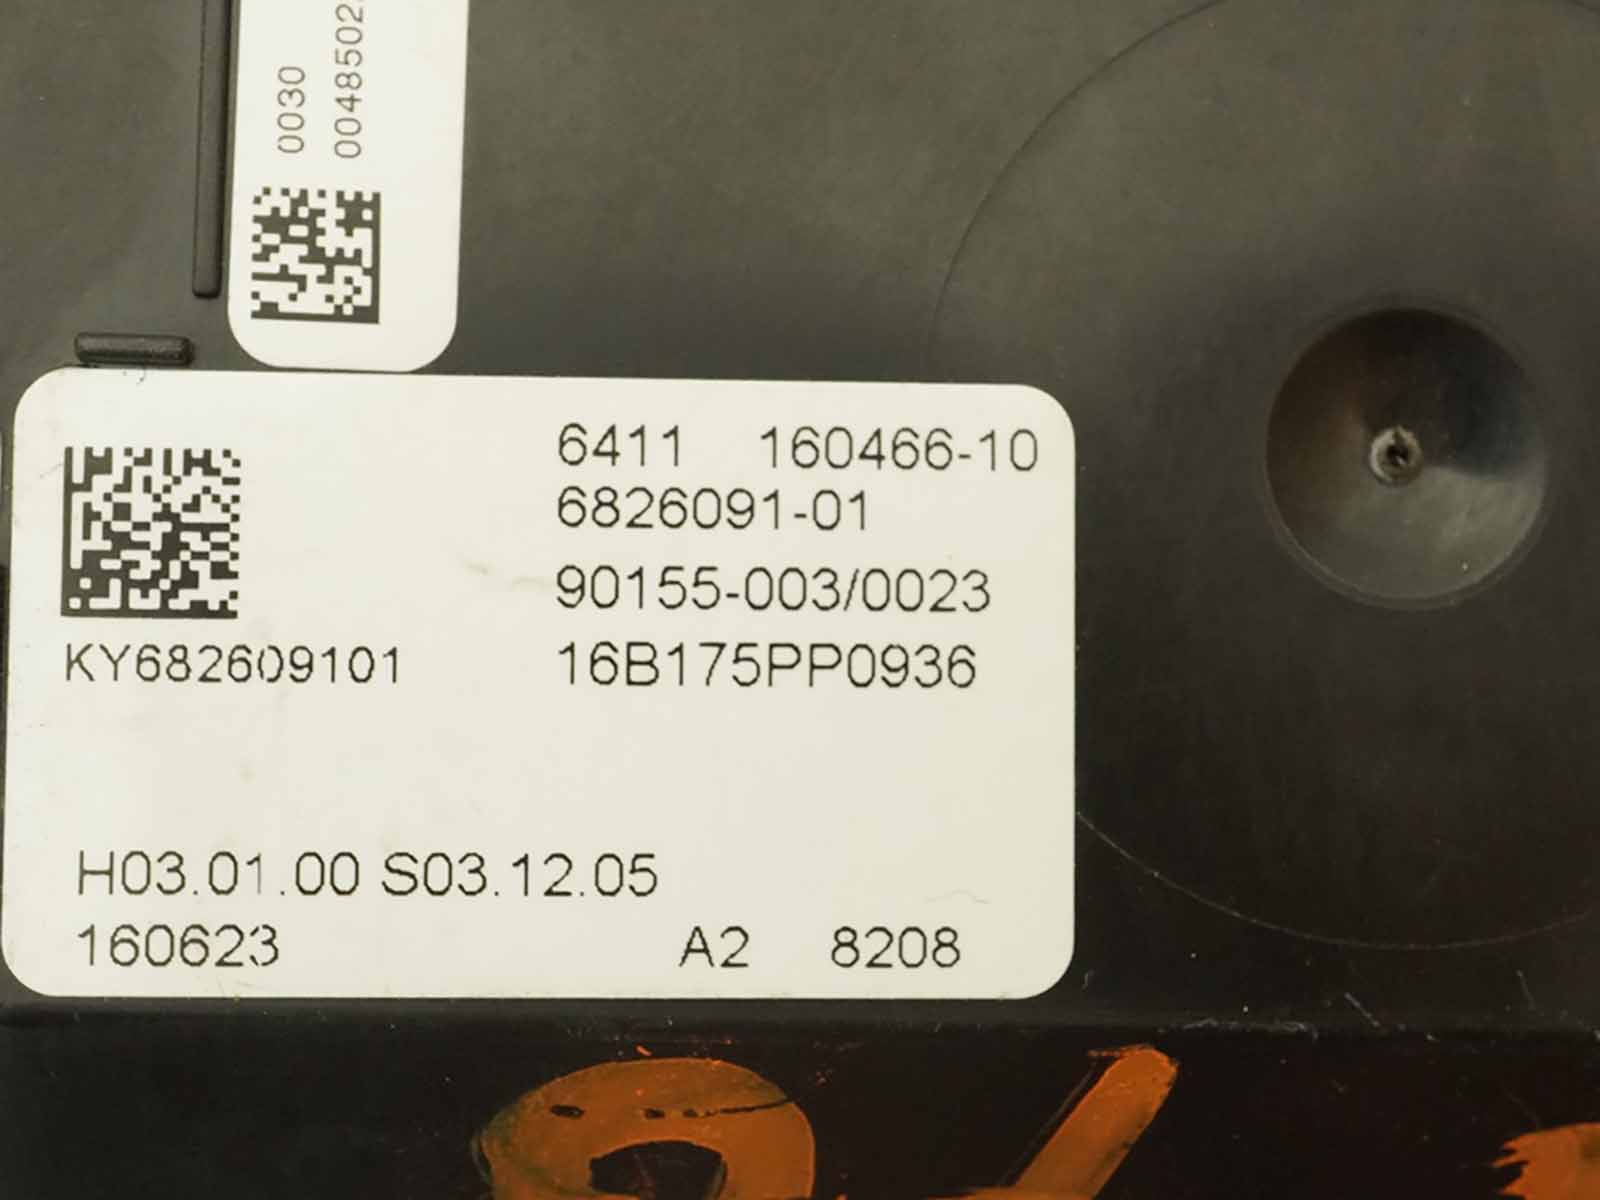 0030
0048502
6411 160466-10
6826091-01
90155-003/0023
KY682609101 16B175PP0936
H03.01.00 S03.12.05
160623 A2 8208